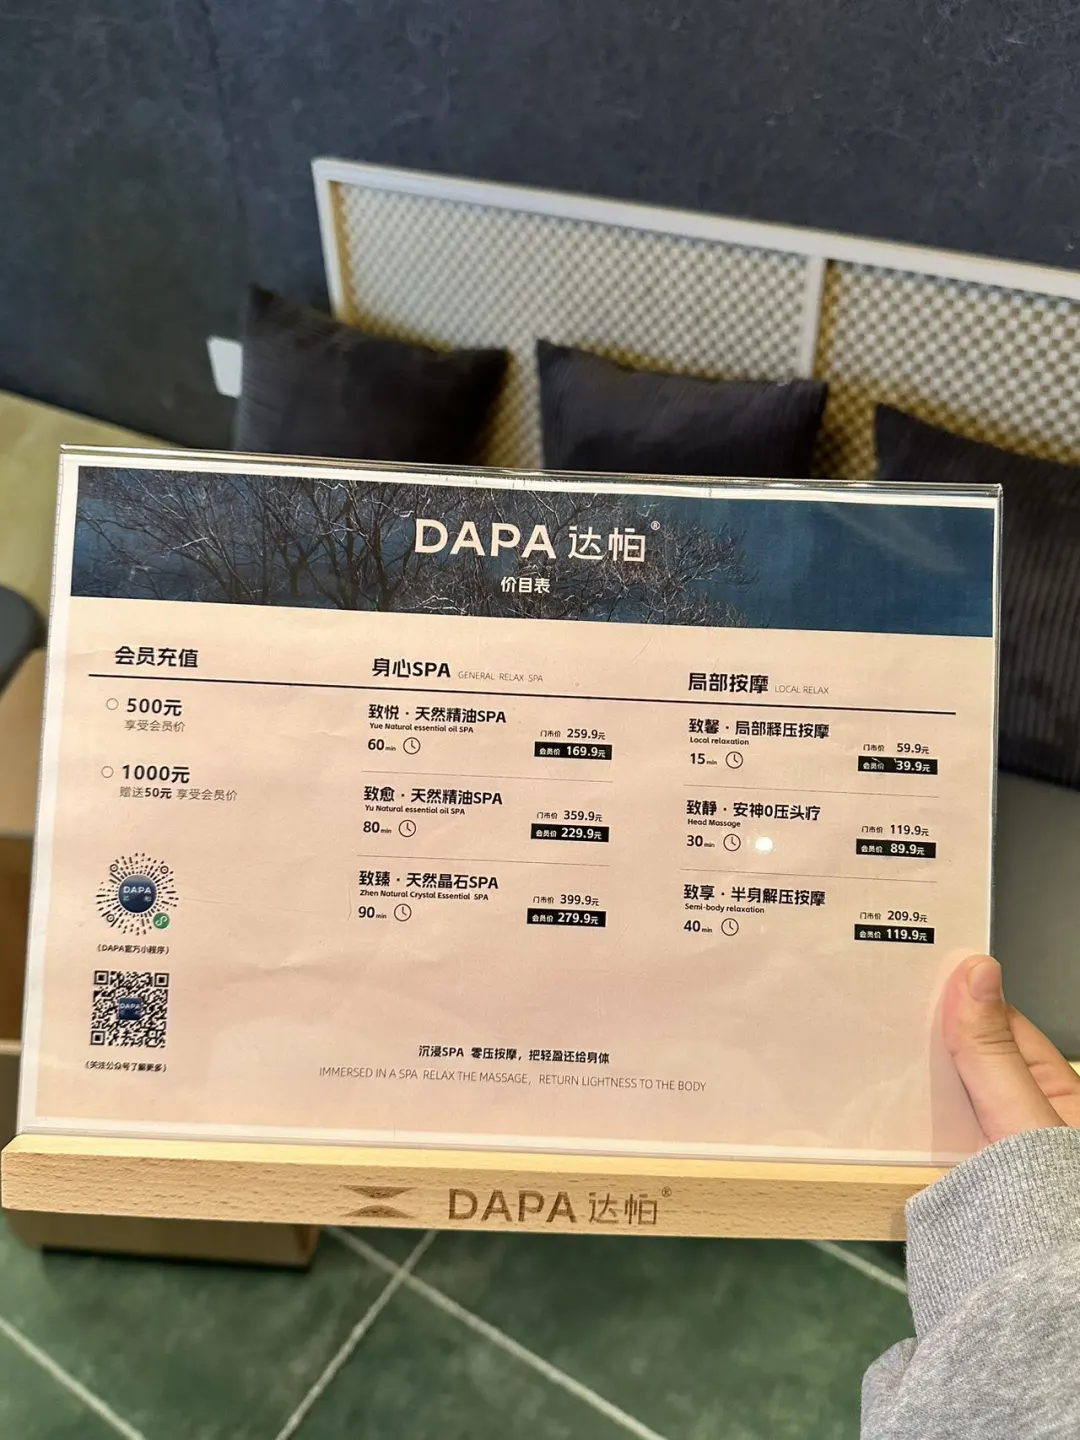 DAPA 达帕®
价目表
会员充值
500元
享受会员价
1000元
赠送50元 享受会员价
DAPA
达帕
(DAPA官方小程序)
DAPA
达帕
(关注公众号了解更多)
身心SPA GENERAL RELAX SPA
致悦·天然精油SPA
Yue Natural essential oil SPA
60min
门市价 259.9元
会员价 169.9元
致愈·天然精油SPA
Yu Natural essential oil SPA
80min
门市价 359.9元
会员价 229.9元
致臻·天然晶石SPA
Zhen Natural Crystal Essential SPA
90min
门市价 399.9元
会员价 279.9元
局部按摩 LOCAL RELAX
致馨·局部释压按摩
Local relaxation
15min
门市价 59.9元
会员价 39.9元
致静·安神0压头疗
Head Massage
30min
门市价 119.9元
会员价 89.9元
致享·半身解压按摩
Semi-body relaxation
40min
门市价 209.9元
会员价 119.9元
沉浸SPA 零压按摩，把轻盈还给身体
IMMERSED IN A SPA RELAX THE MASSAGE, RETURN LIGHTNESS TO THE BODY
DAPA 达帕®